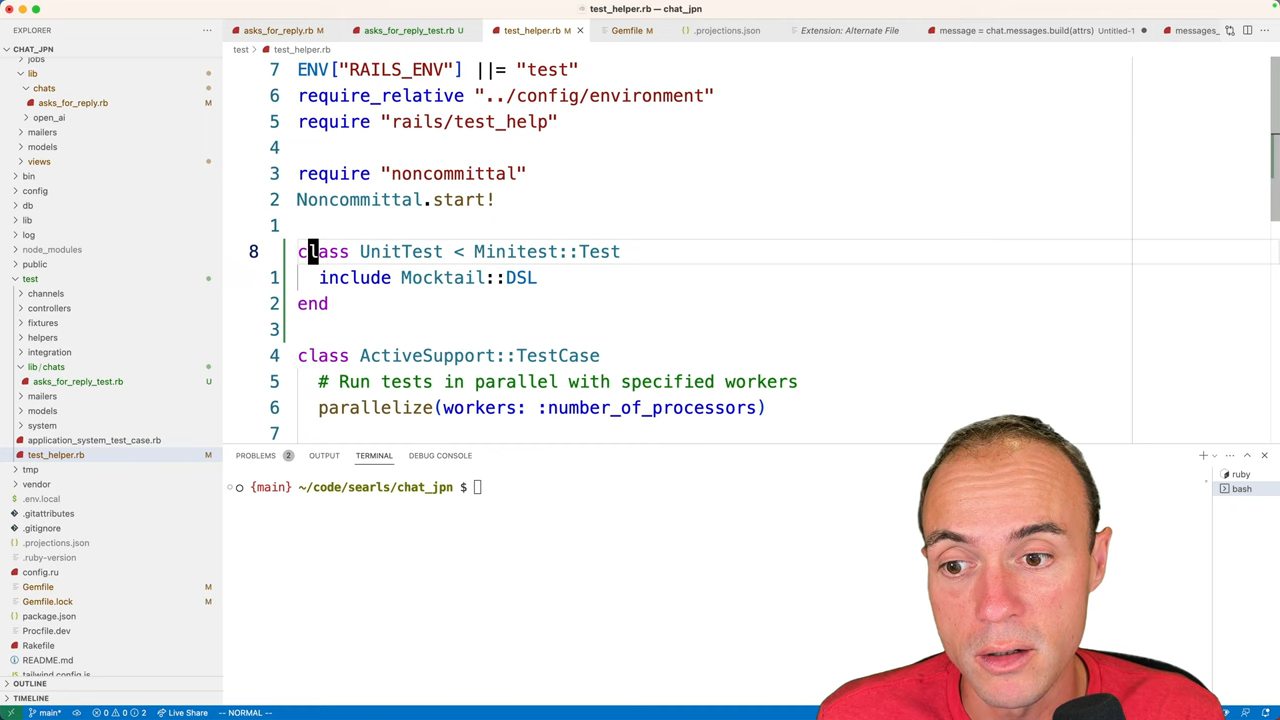 test_helper.rb — chat_jpn
EXPLORER
asks_for_reply.rb M
asks_for_reply_test.rb U
test_helper.rb M
Gemfile M
.projections.json
Extension: Alternate File
message = chat.messages.build(attrs) Untitled-1
messages_
CHAT_JPN
test > test_helper.rb
jobs
lib
chats
asks_for_reply.rb M
open_ai
mailers
models
views
bin
config
db
lib
log
node_modules
public
test
channels
controllers
fixtures
helpers
integration
lib / chats
asks_for_reply_test.rb U
mailers
models
system
application_system_test_case.rb
test_helper.rb M
tmp
vendor
.env.local
.gitattributes
.gitignore
.projections.json
.ruby-version
config.ru
Gemfile M
Gemfile.lock M
package.json
Procfile.dev
Rakefile
README.md
tailwind.config.js
OUTLINE
TIMELINE
7 ENV["RAILS_ENV"] ||= "test"
6 require_relative "../config/environment"
5 require "rails/test_help"
4
3 require "noncommittal"
2 Noncommittal.start!
1
8 class UnitTest < Minitest::Test
1 include Mocktail::DSL
2 end
3
4 class ActiveSupport::TestCase
5 # Run tests in parallel with specified workers
6 parallelize(workers: :number_of_processors)
7
PROBLEMS 2 OUTPUT TERMINAL DEBUG CONSOLE
{main} ~/code/searls/chat_jpn $
ruby
bash
main* 0 0 2 Live Share -- NORMAL --